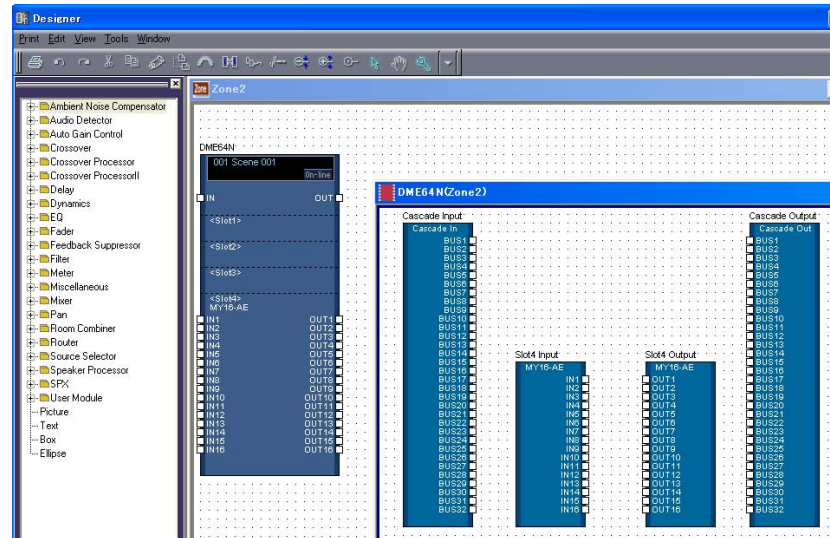 Designer
Print Edit View Tools Window
Ambient Noise Compensator
Audio Detector
Auto Gain Control
Crossover
Crossover Processor
Crossover ProcessorII
Delay
Dynamics
EQ
Fader
Feedback Suppressor
Filter
Meter
Miscellaneous
Mixer
Pan
Room Combiner
Router
Source Selector
Speaker Processor
SPX
User Module
Picture
Text
Box
Ellipse
Zone Zone2
DME64N
001 Scene 001
On-line
IN OUT
<Slot1>
<Slot2>
<Slot3>
<Slot4>
MY16-AE
IN1 OUT1
IN2 OUT2
IN3 OUT3
IN4 OUT4
IN5 OUT5
IN6 OUT6
IN7 OUT7
IN8 OUT8
IN9 OUT9
IN10 OUT10
IN11 OUT11
IN12 OUT12
IN13 OUT13
IN14 OUT14
IN15 OUT15
IN16 OUT16
DME64N(Zone2)
Cascade Input
Cascade In
BUS1
BUS2
BUS3
BUS4
BUS5
BUS6
BUS7
BUS8
BUS9
BUS10
BUS11
BUS12
BUS13
BUS14
BUS15
BUS16
BUS17
BUS18
BUS19
BUS20
BUS21
BUS22
BUS23
BUS24
BUS25
BUS26
BUS27
BUS28
BUS29
BUS30
BUS31
BUS32
Slot4 Input
MY16-AE
IN1
IN2
IN3
IN4
IN5
IN6
IN7
IN8
IN9
IN10
IN11
IN12
IN13
IN14
IN15
IN16
Slot4 Output
MY16-AE
OUT1
OUT2
OUT3
OUT4
OUT5
OUT6
OUT7
OUT8
OUT9
OUT10
OUT11
OUT12
OUT13
OUT14
OUT15
OUT16
Cascade Output
Cascade Out
BUS1
BUS2
BUS3
BUS4
BUS5
BUS6
BUS7
BUS8
BUS9
BUS10
BUS11
BUS12
BUS13
BUS14
BUS15
BUS16
BUS17
BUS18
BUS19
BUS20
BUS21
BUS22
BUS23
BUS24
BUS25
BUS26
BUS27
BUS28
BUS29
BUS30
BUS31
BUS32